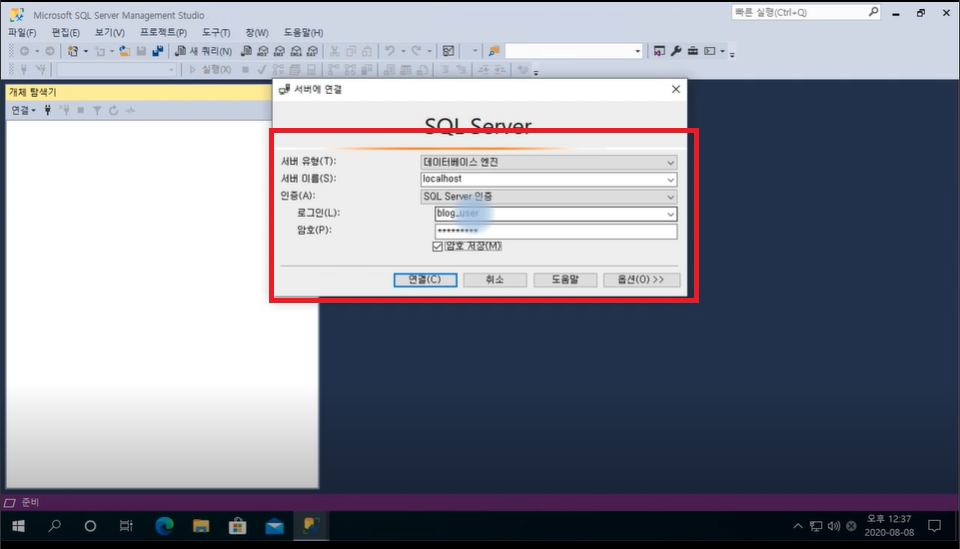 Microsoft SQL Server Management Studio
빠른 실행(Ctrl+Q)
파일(F) 편집(E) 보기(V) 프로젝트(P) 도구(T) 창(W) 도움말(H)
새 쿼리(N)
실행(X)
개체 탐색기
연결
서버에 연결
SQL Server
서버 유형(T): 데이터베이스 엔진
서버 이름(S): localhost
인증(A): SQL Server 인증
로그인(L): blog_user
암호(P): *********
암호 저장(M)
연결(C) 취소 도움말 옵션(O) >>
준비
오후 12:37
2020-08-08